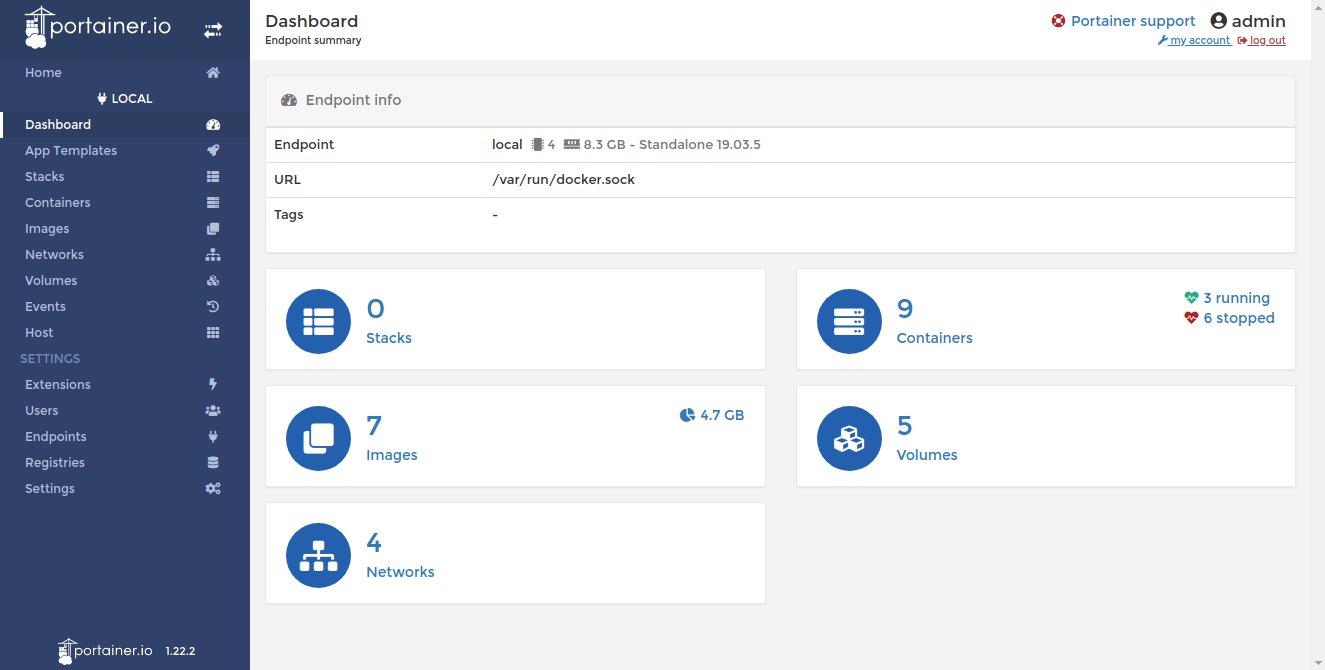 portainer.io
Home
LOCAL
Dashboard
App Templates
Stacks
Containers
Images
Networks
Volumes
Events
Host
SETTINGS
Extensions
Users
Endpoints
Registries
Settings
portainer.io 1.22.2
Dashboard
Endpoint summary
Portainer support admin
my account log out
Endpoint info
Endpoint local 4 8.3 GB - Standalone 19.03.5
URL /var/run/docker.sock
Tags -
0
Stacks
9
Containers
3 running
6 stopped
7
Images
4.7 GB
5
Volumes
4
Networks